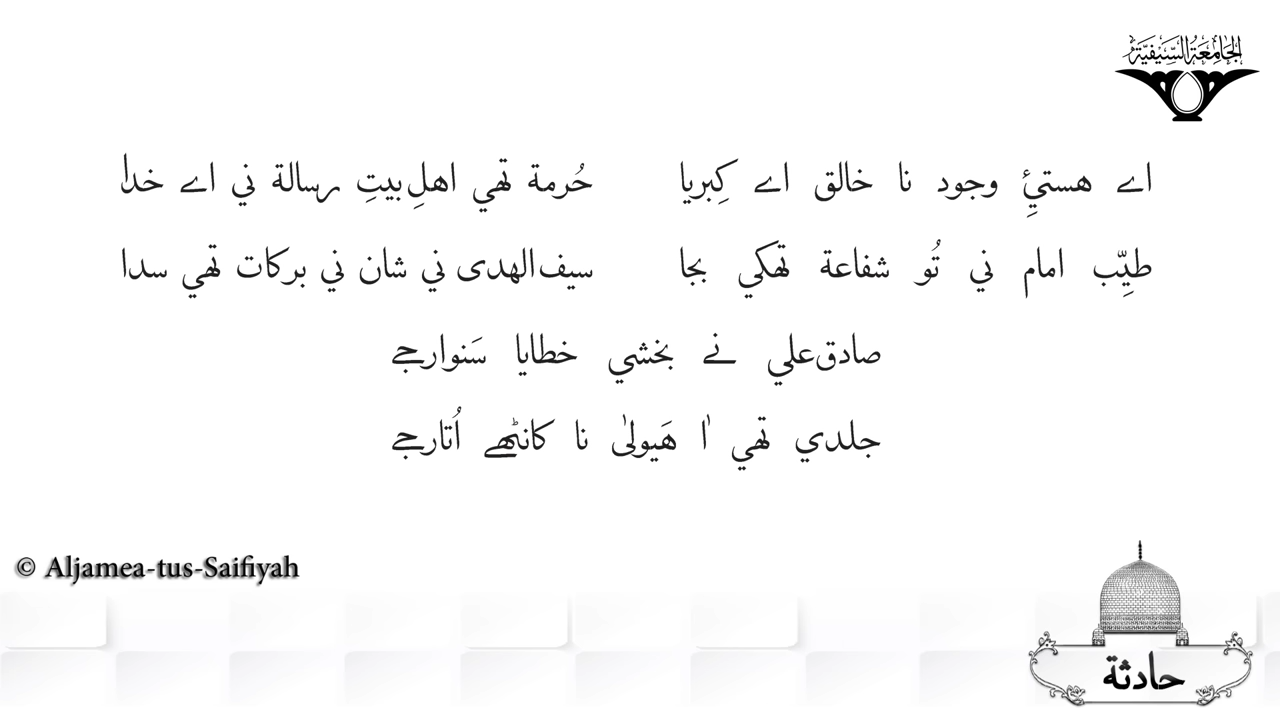 الجامعة السيفية
اے هستئِ وجود نا خالق اے كِبريا حُرمة تهي اهلِ بيتِ رسالة ني اے خدا
طيِّب امام ني تُو شفاعة تهكي بجا سيف الهدى ني شان ني بركات تهي سدا
صادق علي نے بخشي خطايا سَنوارجے
جلدي تهي اٰ هَيولىٰ نا كانٹھے اُتارجے
© Aljamea-tus-Saifiyah
حادثة